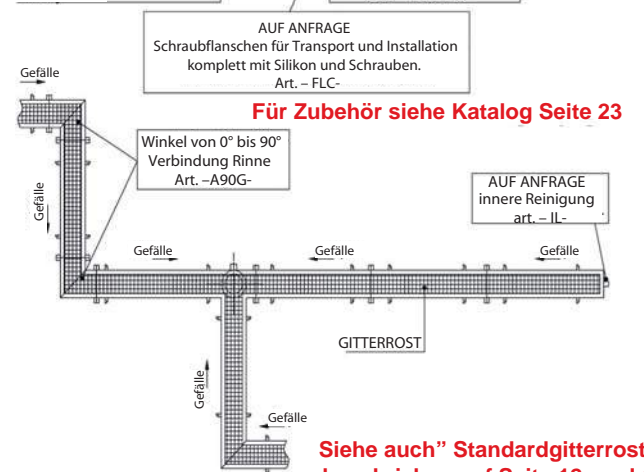 AUF ANFRAGE
Schraubflanschen für Transport und Installation
komplett mit Silikon und Schrauben.
Art. – FLC-
Gefälle
Für Zubehör siehe Katalog Seite 23
Winkel von 0° bis 90°
Verbindung Rinne
Art. –A90G-
AUF ANFRAGE
innere Reinigung
art. – IL-
Gefälle
Gefälle
Gefälle
Gefälle
GITTERROST
Gefälle
Gefälle
Siehe auch” Standardgitterrost
auf Seite